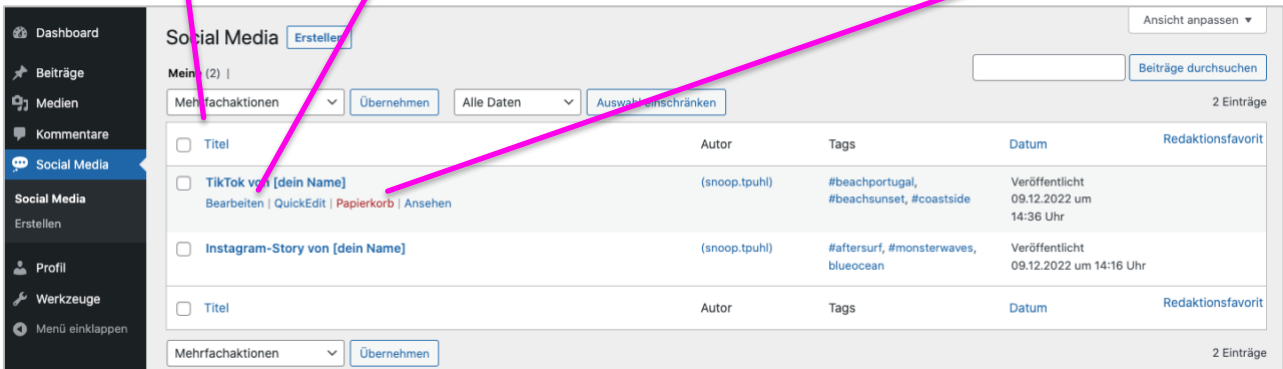 Ansicht anpassen ▼
Dashboard
Beiträge
Medien
Kommentare
Social Media
Social Media
Erstellen
Profil
Werkzeuge
Menü einklappen
Social Media Erstellen
Meine (2) |
Beiträge durchsuchen
Mehrfachaktionen Übernehmen Alle Daten Auswahl einschränken 2 Einträge
Titel Autor Tags Datum Redaktionsfavorit
TikTok von [dein Name] (snoop.tpuhl) #beachportugal, Veröffentlicht
Bearbeiten | QuickEdit | Papierkorb | Ansehen #beachsunset, #coastside 09.12.2022 um
14:36 Uhr
Instagram-Story von [dein Name] (snoop.tpuhl) #aftersurf, #monsterwaves, Veröffentlicht
blueocean 09.12.2022 um 14:16 Uhr
Titel Autor Tags Datum Redaktionsfavorit
Mehrfachaktionen Übernehmen 2 Einträge